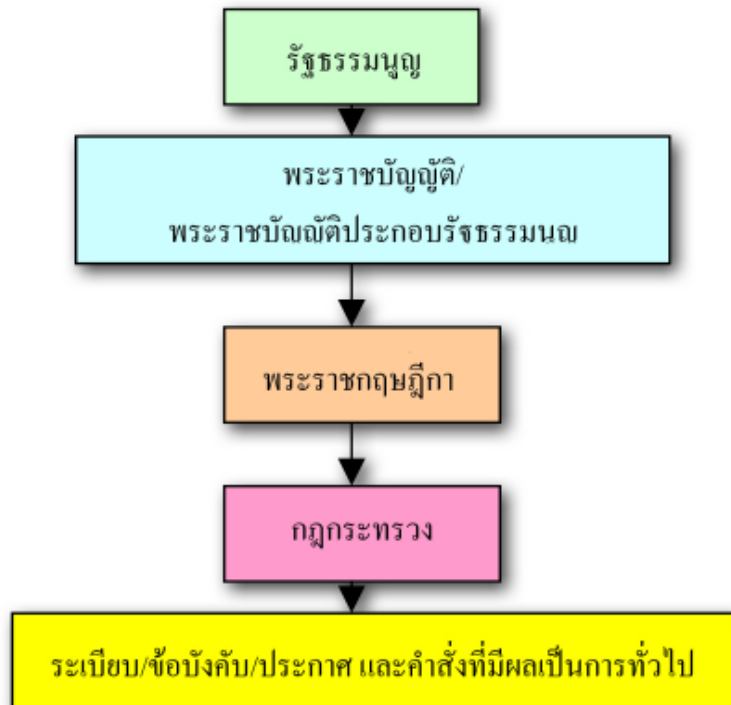 รัฐธรรมนูญ
พระราชบัญญัติ/
พระราชบัญญัติประกอบรัฐธรรมนูญ
พระราชกฤษฎีกา
กฎกระทรวง
ระเบียบ/ข้อบังคับ/ประกาศ และคำสั่งที่มีผลเป็นการทั่วไป